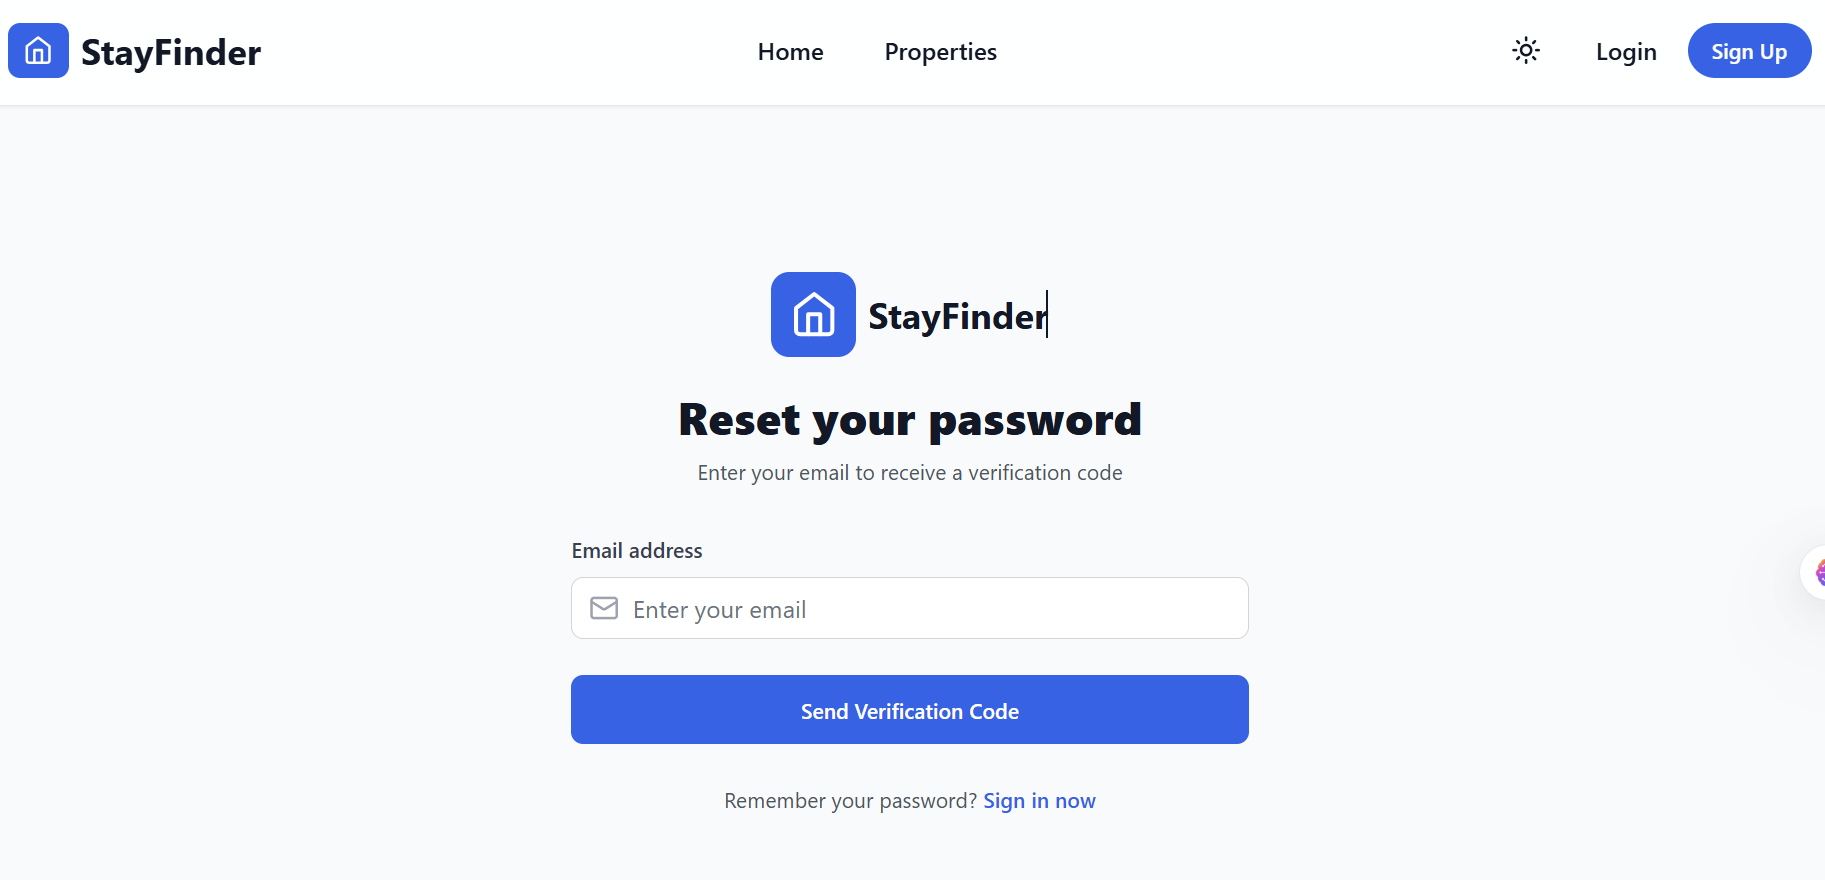 StayFinder
Home
Properties
Login
Sign Up
StayFinder
Reset your password
Enter your email to receive a verification code
Email address
Enter your email
Send Verification Code
Remember your password? Sign in now